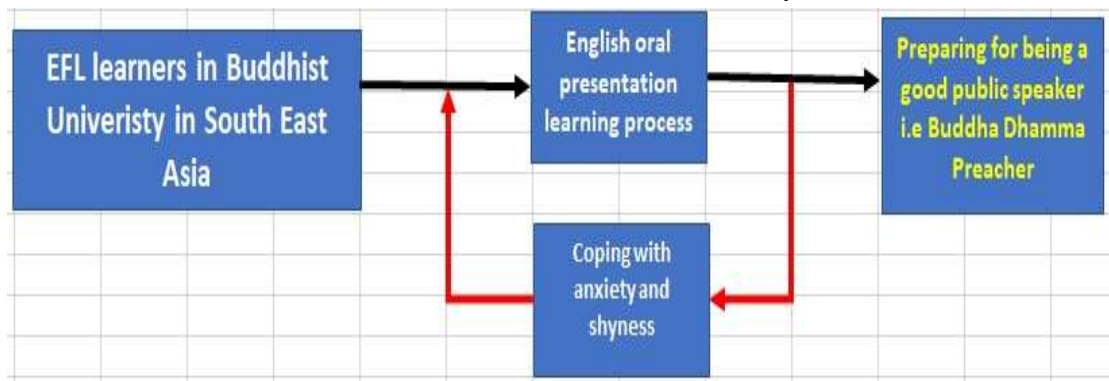 EFL learners in Buddhist
Univeristy in South East
Asia
English oral
presentation
learning process
Preparing for being a
good public speaker
i.e Buddha Dhamma
Preacher
Coping with
anxiety and
shyness